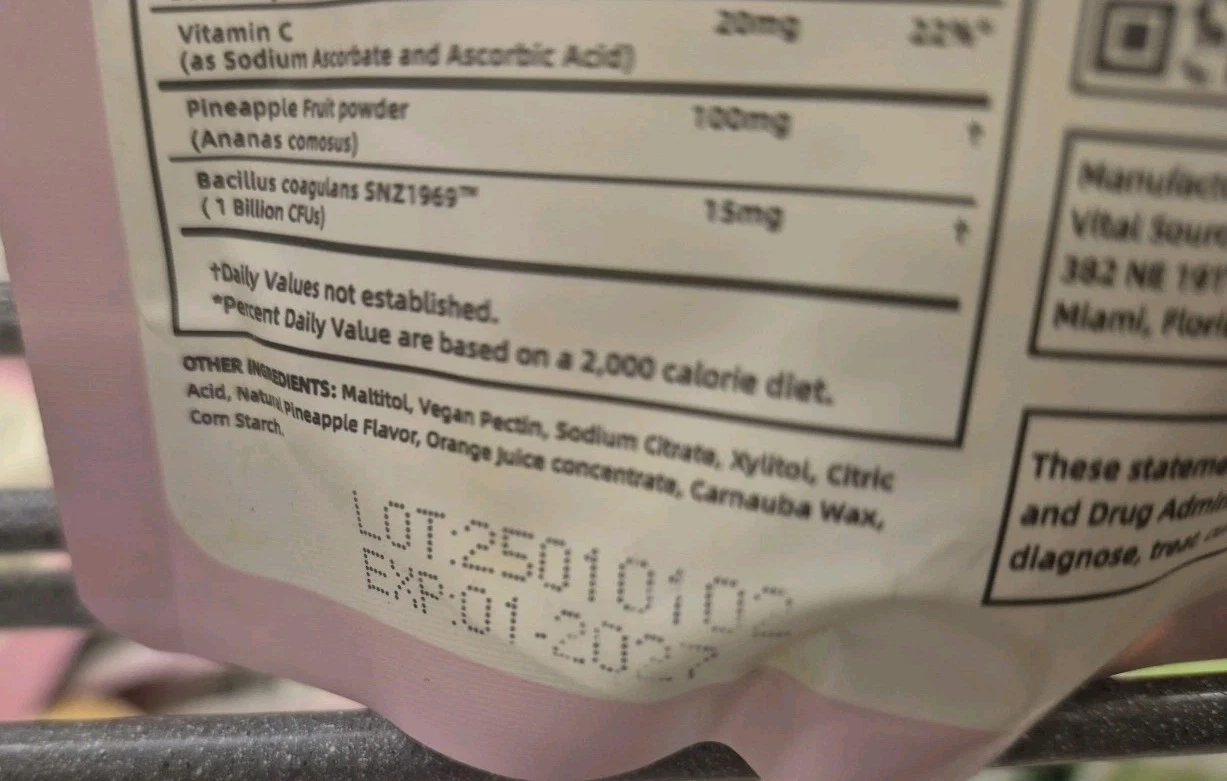 Vitamin C 20mg 22%*
(as Sodium Ascorbate and Ascorbic Acid)
Pineapple Fruit powder 100mg †
(Ananas comosus)
Bacillus coagulans SNZ1969™ 15mg †
( 1 Billion CFUs)
†Daily Values not established.
*Percent Daily Value are based on a 2,000 calorie diet.
OTHER INGREDIENTS: Maltitol, Vegan Pectin, Sodium Citrate, Xylitol, Citric
Acid, Natural Pineapple Flavor, Orange Juice concentrate, Carnauba Wax,
Corn Starch.
LOT:25010102
EXP:01.2027
Manufact
Vital Sour
382 NE 191
Miami, Flori
These stateme
and Drug Admin
diagnose, treat